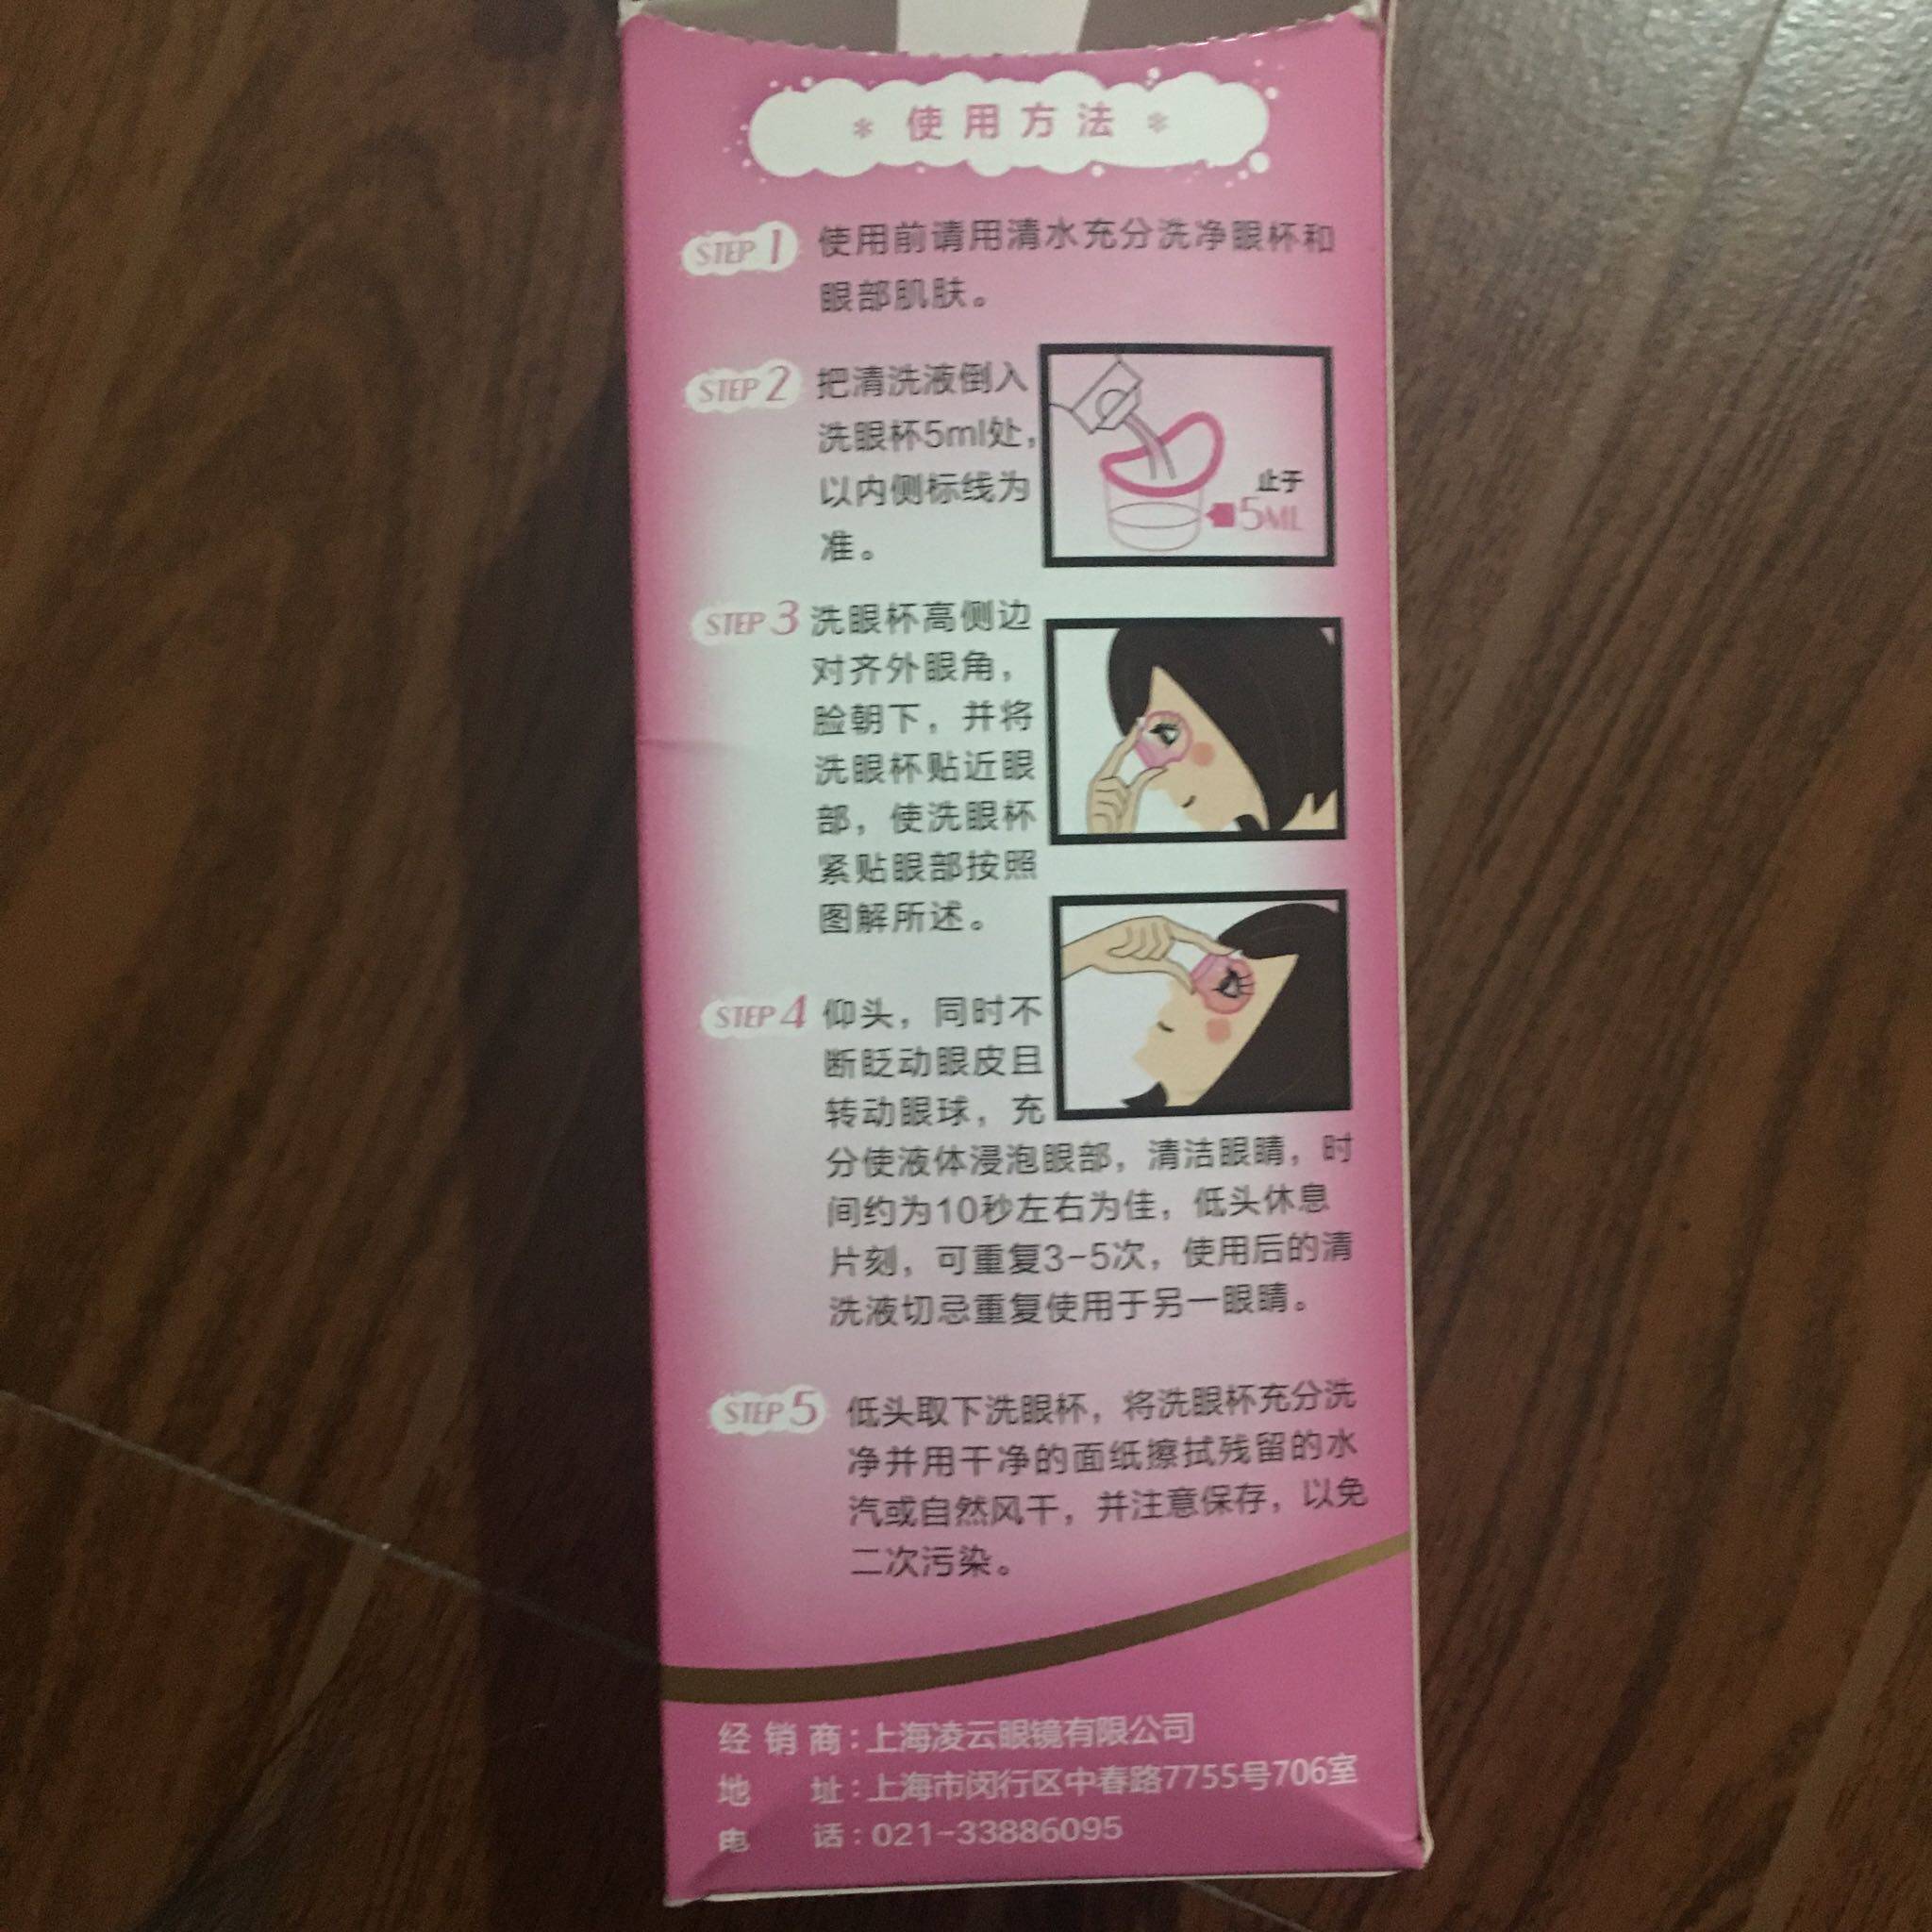 * 使用方法 *
STEP 1 使用前请用清水充分洗净眼杯和
眼部肌肤。
STEP 2 把清洗液倒入
洗眼杯5ml处，
以内侧标线为
准。
止于
5ML
STEP 3 洗眼杯高侧边
对齐外眼角，
脸朝下，并将
洗眼杯贴近眼
部，使洗眼杯
紧贴眼部按照
图解所述。
STEP 4 仰头，同时不
断眨动眼皮且
转动眼球，充
分使液体浸泡眼部，清洁眼睛，时
间约为10秒左右为佳，低头休息
片刻，可重复3-5次，使用后的清
洗液切忌重复使用于另一眼睛。
STEP 5 低头取下洗眼杯，将洗眼杯充分洗
净并用干净的面纸擦拭残留的水
汽或自然风干，并注意保存，以免
二次污染。
经销商：上海凌云眼镜有限公司
地址：上海市闵行区中春路7755号706室
电话：021-33886095